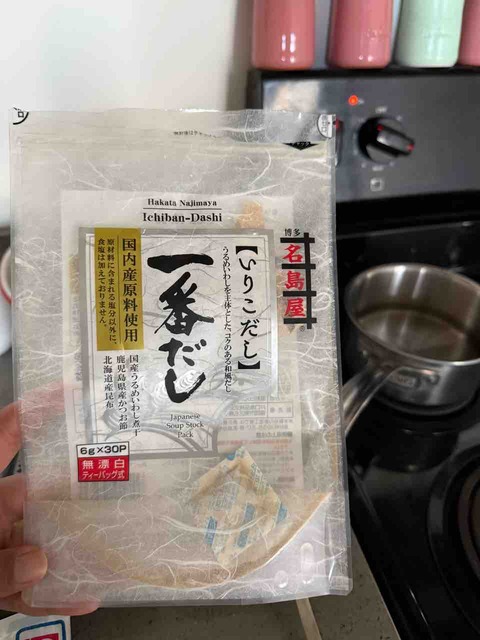 Hakata Najimaya
Ichiban-Dashi
博多
名島屋
【いりこだし】
うるめいわしを主体とした、コクのある和風だし
一番だし
国内産原料使用
原材料に含まれる塩分以外に、
食塩は加えておりません。
国産うるめいわし煮干
鹿児島県産かつお節
北海道産昆布
Japanese
Soup Stock
Pack
6g×30P
無漂白
ティーバッグ式